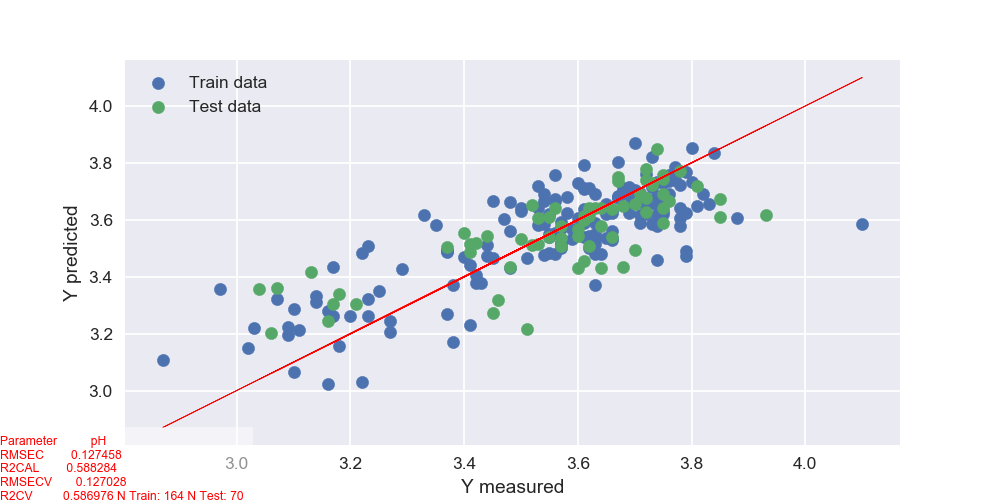 Train data
Test data
4.0
3.8
3.6
3.4
3.2
3.0
Y predicted
3.0 3.2 3.4 3.6 3.8 4.0
Y measured
Parameter pH
RMSEC 0.127458
R2CAL 0.588284
RMSECV 0.127028
R2CV 0.586976 N Train: 164 N Test: 70